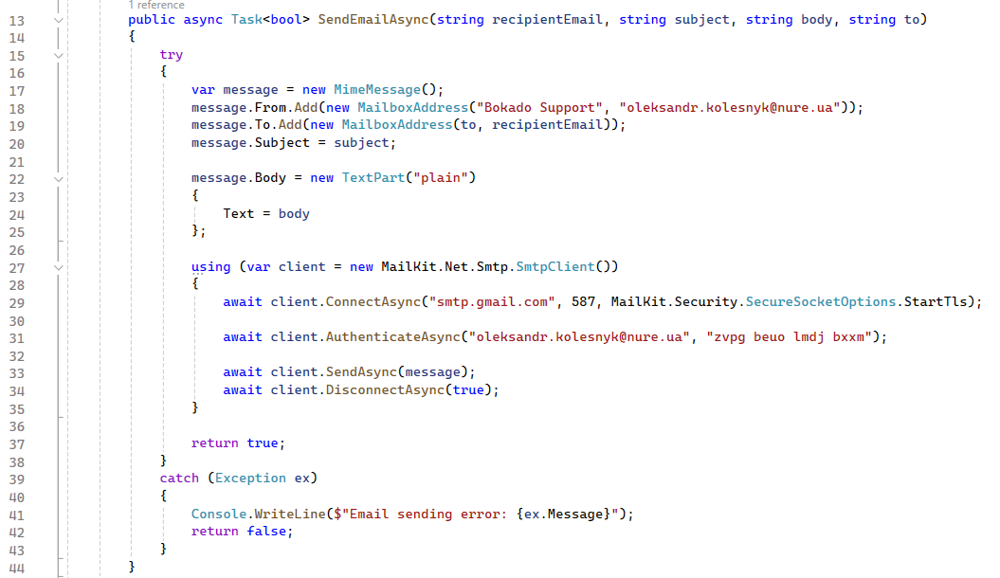 1 reference
13 public async Task<bool> SendEmailAsync(string recipientEmail, string subject, string body, string to)
14 {
15 try
16 {
17 var message = new MimeMessage();
18 message.From.Add(new MailboxAddress("Bokado Support", "oleksandr.kolesnyk@nure.ua"));
19 message.To.Add(new MailboxAddress(to, recipientEmail));
20 message.Subject = subject;
21
22 message.Body = new TextPart("plain")
23 {
24 Text = body
25 };
26
27 using (var client = new MailKit.Net.Smtp.SmtpClient())
28 {
29 await client.ConnectAsync("smtp.gmail.com", 587, MailKit.Security.SecureSocketOptions.StartTls);
30
31 await client.AuthenticateAsync("oleksandr.kolesnyk@nure.ua", "zvpg beuo lmdj bxxm");
32
33 await client.SendAsync(message);
34 await client.DisconnectAsync(true);
35 }
36
37 return true;
38 }
39 catch (Exception ex)
40 {
41 Console.WriteLine($"Email sending error: {ex.Message}");
42 return false;
43 }
44 }